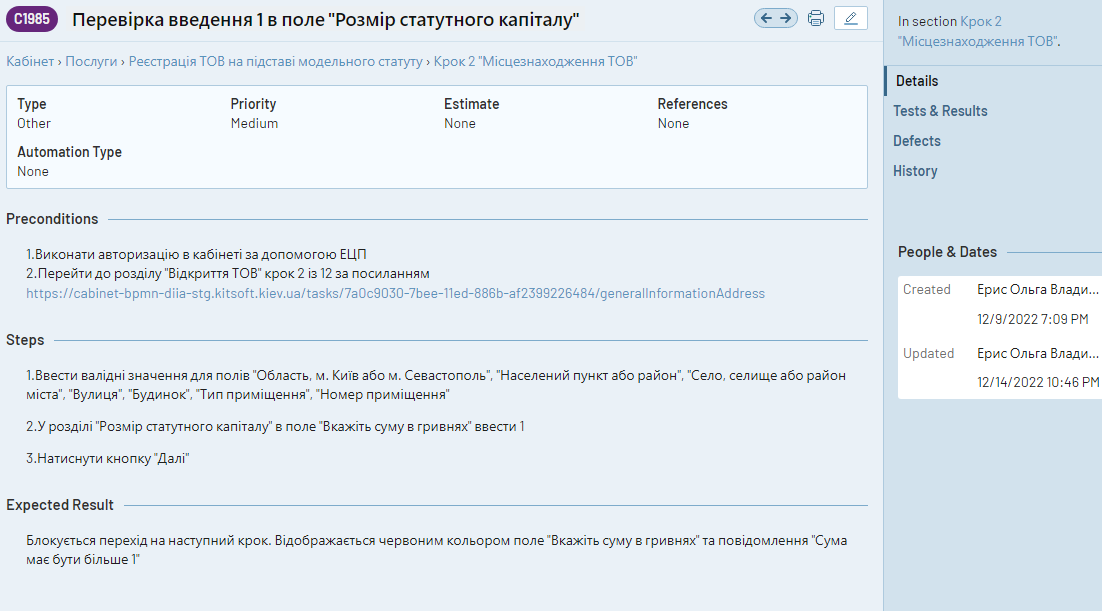 C1985 Перевірка введення 1 в поле "Розмір статутного капіталу"
Кабінет › Послуги › Реєстрація ТОВ на підставі модельного статуту › Крок 2 "Місцезнаходження ТОВ"
Type Priority Estimate References
Other Medium None None
Automation Type
None
Preconditions
1.Виконати авторизацію в кабінеті за допомогою ЕЦП
2.Перейти до розділу "Відкриття ТОВ" крок 2 із 12 за посиланням
https://cabinet-bpmn-diia-stg.kitsoft.kiev.ua/tasks/7a0c9030-7bee-11ed-886b-af2399226484/generalInformationAddress
Steps
1.Ввести валідні значення для полів "Область, м. Київ або м. Севастополь", "Населений пункт або район", "Село, селище або район
міста", "Вулиця", "Будинок", "Тип приміщення", "Номер приміщення"
2.У розділі "Розмір статутного капіталу" в поле "Вкажіть суму в гривнях" ввести 1
3.Натиснути кнопку "Далі"
Expected Result
Блокується перехід на наступний крок. Відображається червоним кольором поле "Вкажіть суму в гривнях" та повідомлення "Сума
має бути більше 1"
In section Крок 2
"Місцезнаходження ТОВ".
Details
Tests & Results
Defects
History
People & Dates
Created Ерис Ольга Влади...
12/9/2022 7:09 PM
Updated Ерис Ольга Влади...
12/14/2022 10:46 PM